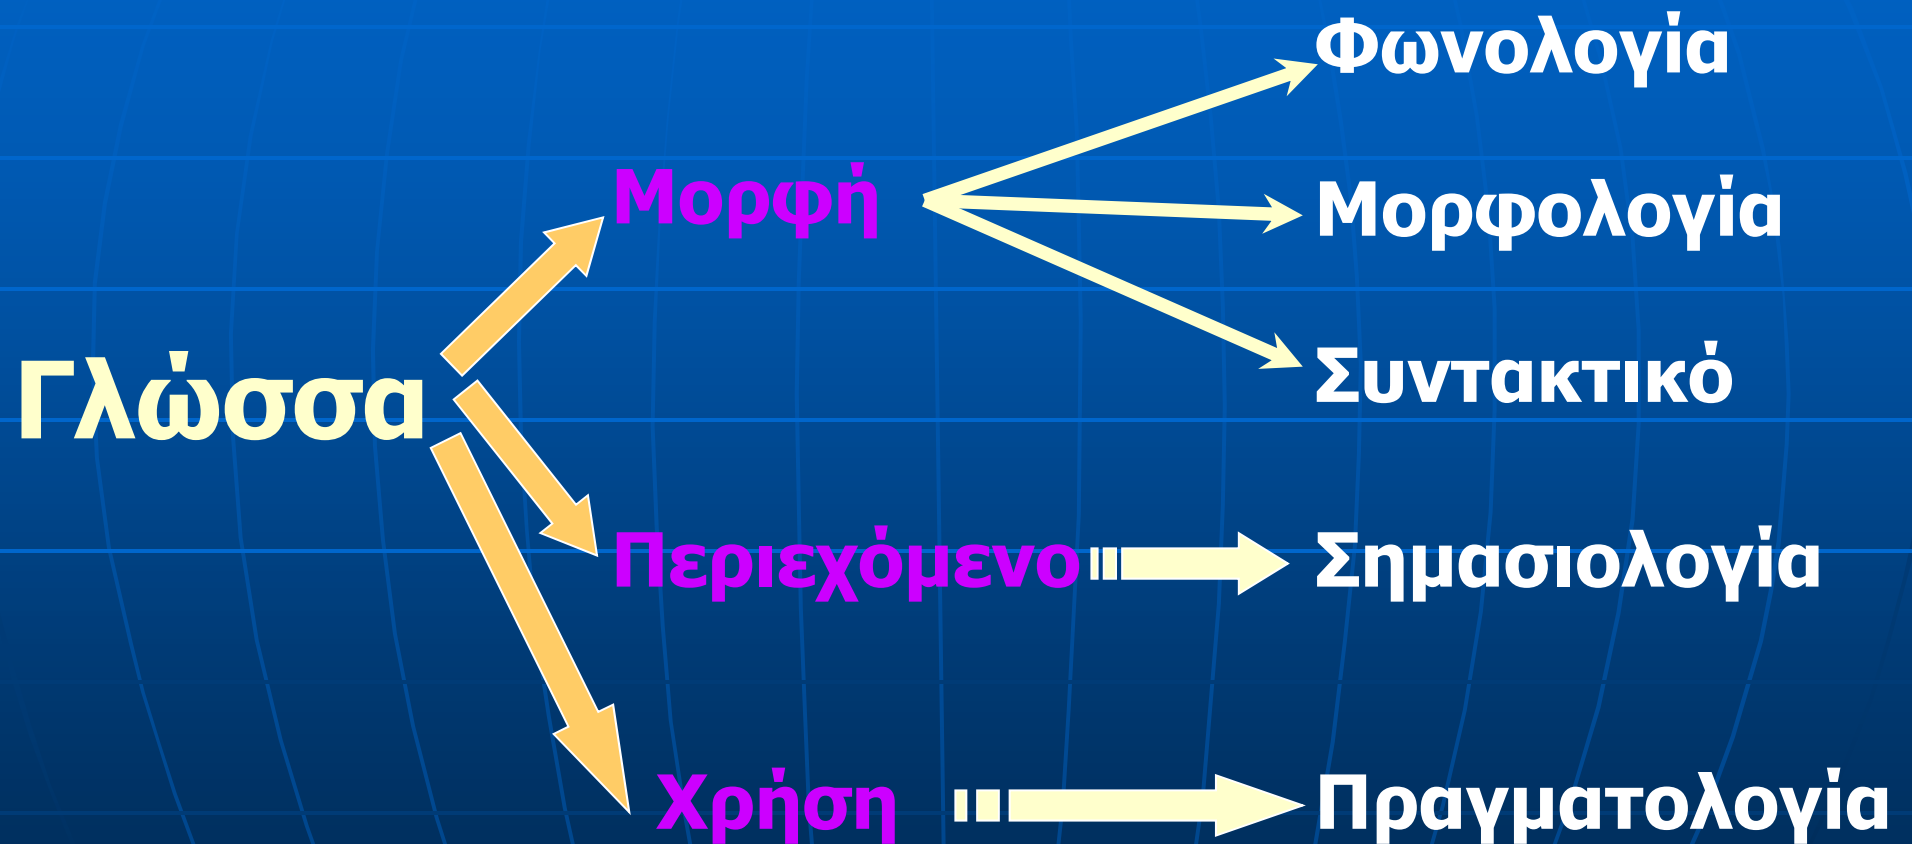 Φωνολογία
Μορφή
Μορφολογία
Συντακτικό
Γλώσσα
Περιεχόμενο
Σημασιολογία
Χρήση
Πραγματολογία